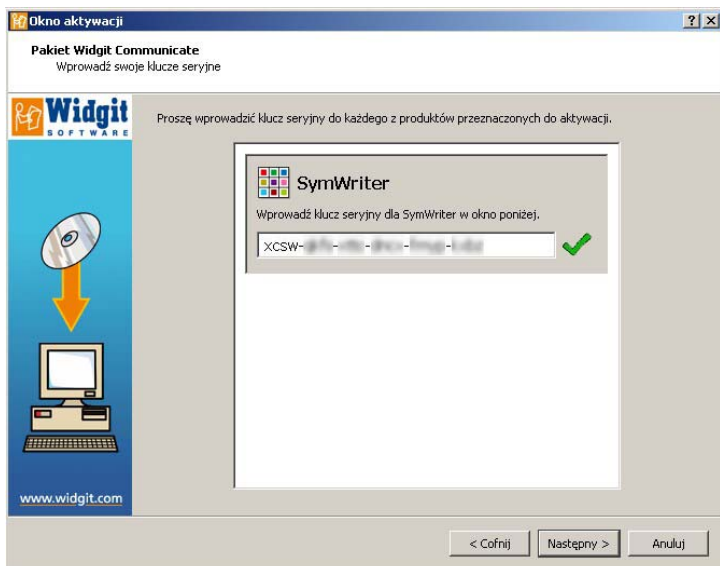 Okno aktywacji
Pakiet Widgit Communicate
Wprowadź swoje klucze seryjne
Widgit
SOFTWARE
Proszę wprowadzić klucz seryjny do każdego z produktów przeznaczonych do aktywacji.
SymWriter
Wprowadź klucz seryjny dla SymWriter w okno poniżej.
xcsw-
www.widgit.com
< Cofnij
Następny >
Anuluj